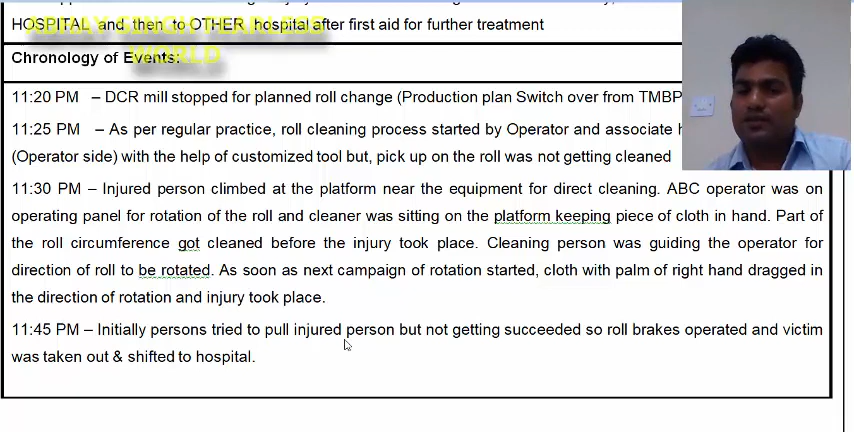 HOSPITAL and then to OTHER hospital after first aid for further treatment
SINGH FEARLESS
WORLD
Chronology of Events:
11:20 PM – DCR mill stopped for planned roll change (Production plan Switch over from TMBP
11:25 PM – As per regular practice, roll cleaning process started by Operator and associate
(Operator side) with the help of customized tool but, pick up on the roll was not getting cleaned
11:30 PM – Injured person climbed at the platform near the equipment for direct cleaning. ABC operator was on
operating panel for rotation of the roll and cleaner was sitting on the platform keeping piece of cloth in hand. Part of
the roll circumference got cleaned before the injury took place. Cleaning person was guiding the operator for
direction of roll to be rotated. As soon as next campaign of rotation started, cloth with palm of right hand dragged in
the direction of rotation and injury took place.
11:45 PM – Initially persons tried to pull injured person but not getting succeeded so roll brakes operated and victim
was taken out & shifted to hospital.